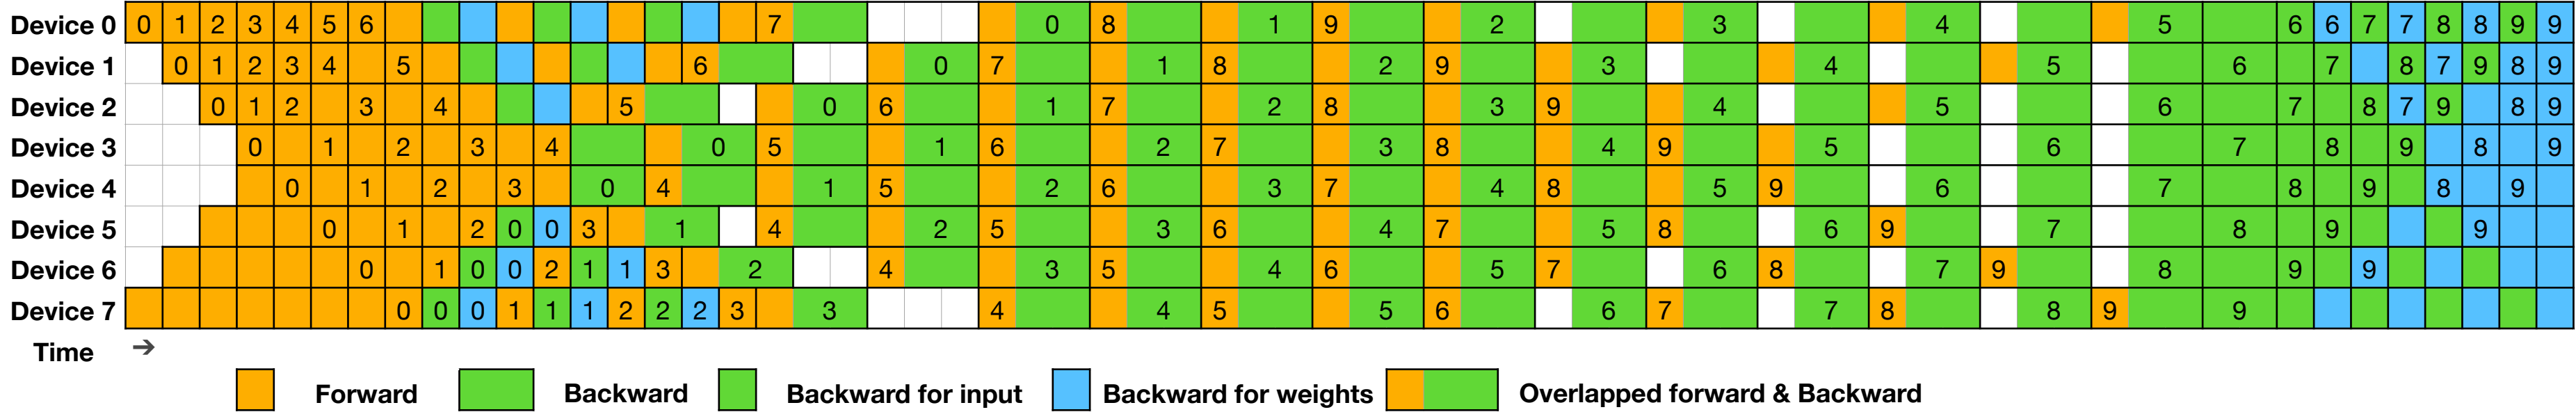 Device 0 0 1 2 3 4 5 6 7 0 8 1 9 2 3 4 5 6 6 7 7 8 8 9 9
Device 1 0 1 2 3 4 5 6 0 7 1 8 2 9 3 4 5 6 7 8 7 9 8 9
Device 2 0 1 2 3 4 5 0 6 1 7 2 8 3 9 4 5 6 7 8 7 9 8 9
Device 3 0 1 2 3 4 0 5 1 6 2 7 3 8 4 9 5 6 7 8 9 8 9
Device 4 0 1 2 3 0 4 1 5 2 6 3 7 4 8 5 9 6 7 8 9 8 9
Device 5 0 1 2 0 0 3 1 4 2 5 3 6 4 7 5 8 6 9 7 8 9 9
Device 6 0 1 0 0 2 1 1 3 2 4 3 5 4 6 5 7 6 8 7 9 8 9 9
Device 7 0 0 0 1 1 1 2 2 2 3 3 4 4 5 5 6 6 7 7 8 8 9 9
Time →
Forward Backward Backward for input Backward for weights Overlapped forward & Backward